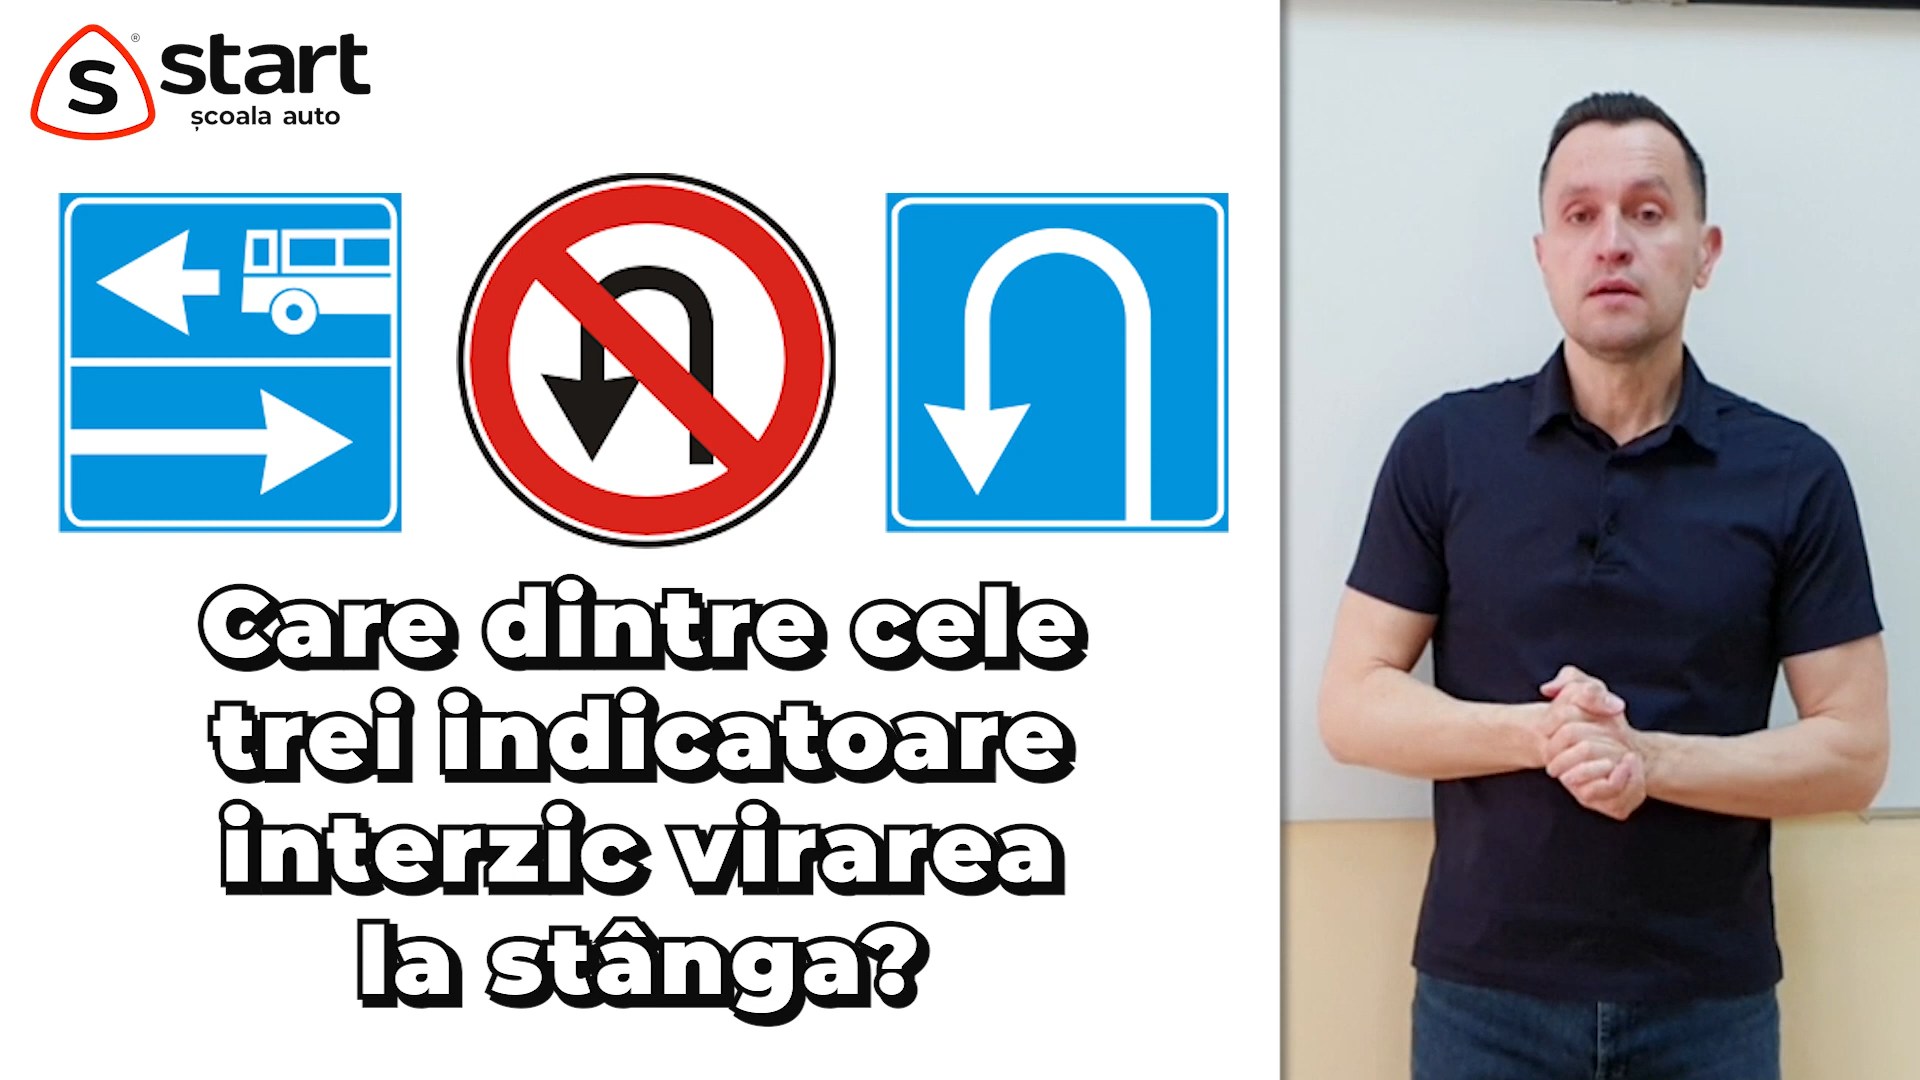 S ® start
școala auto
Care dintre cele
trei indicatoare
interzic virarea
la stânga?